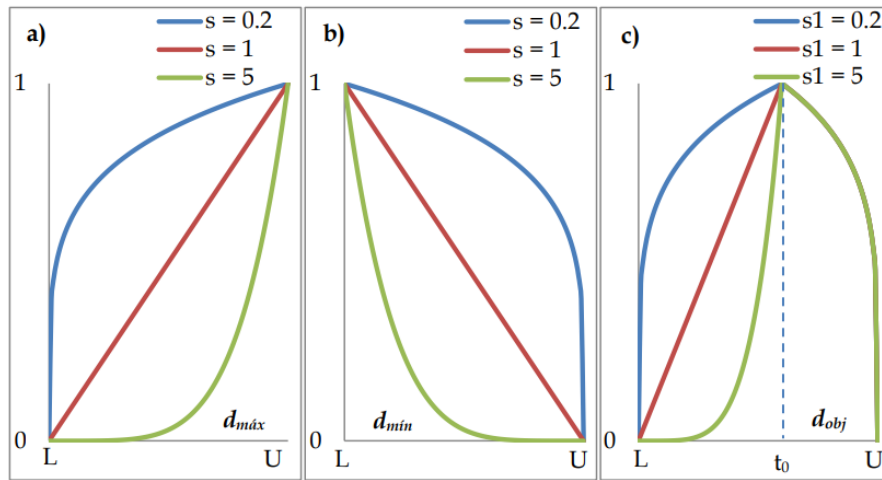 a)
s = 0.2
s = 1
s = 5
1
0
L
U
dmáx
b)
s = 0.2
s = 1
s = 5
1
0
L
U
dmín
c)
s1 = 0.2
s1 = 1
s1 = 5
1
0
L
t0
U
dobj